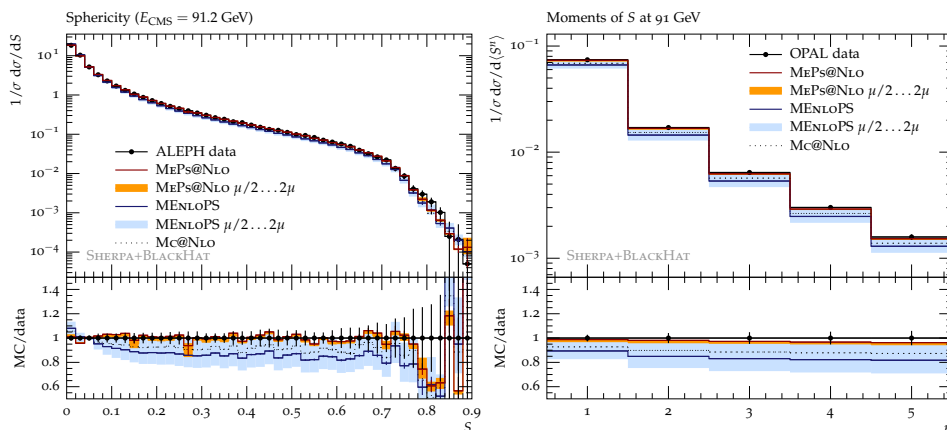 Sphericity (E_CMS = 91.2 GeV)
1/σ dσ/dS
10^1
1
10^−1
10^−2
10^−3
10^−4
ALEPH data
MEPS@NLO
MEPS@NLO μ/2...2μ
MENLOPS
MENLOPS μ/2...2μ
MC@NLO
SHERPA+BLACKHAT
MC/data
1.4
1.2
1
0.8
0.6
0 0.1 0.2 0.3 0.4 0.5 0.6 0.7 0.8 0.9
S
Moments of S at 91 GeV
1/σ dσ/d⟨S^n⟩
10^−1
10^−2
10^−3
OPAL data
MEPS@NLO
MEPS@NLO μ/2...2μ
MENLOPS
MENLOPS μ/2...2μ
MC@NLO
SHERPA+BLACKHAT
MC/data
1.4
1.2
1
0.8
0.6
1 2 3 4 5